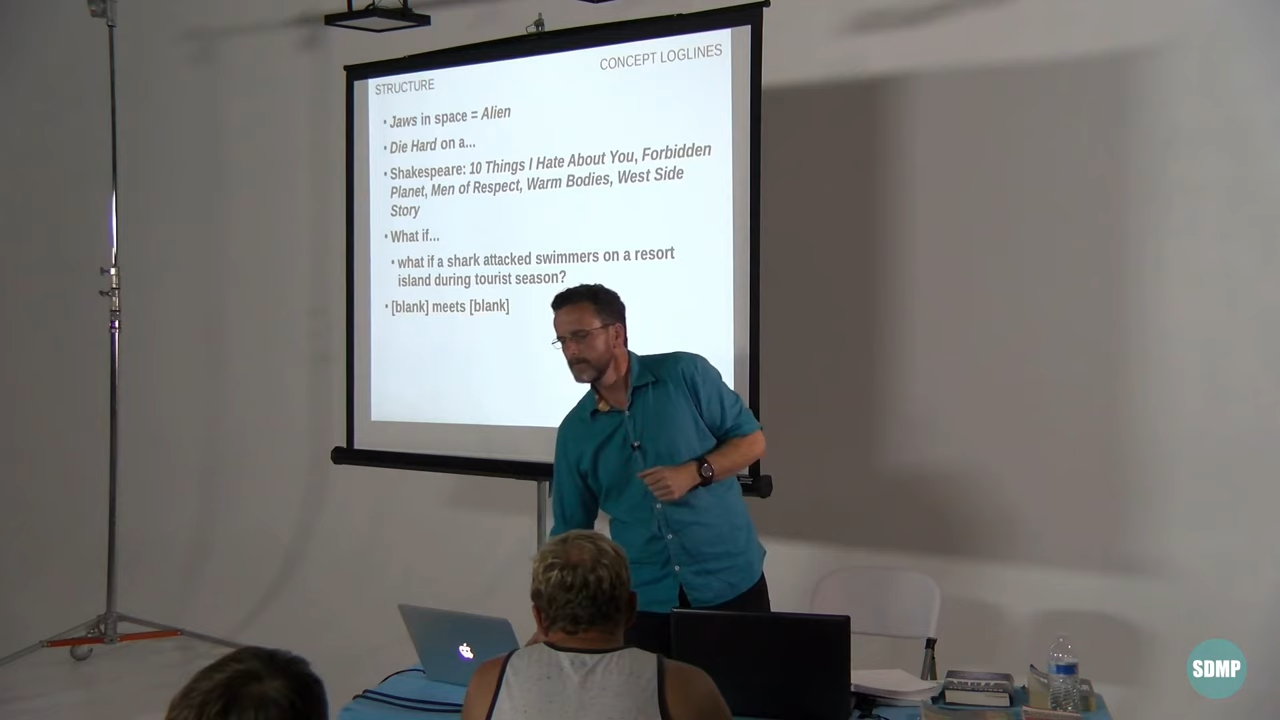 CONCEPT LOGLINES
STRUCTURE
• Jaws in space = Alien
• Die Hard on a...
• Shakespeare: 10 Things I Hate About You, Forbidden
Planet, Men of Respect, Warm Bodies, West Side
Story
• What if...
• what if a shark attacked swimmers on a resort
island during tourist season?
• [blank] meets [blank]
SDMP